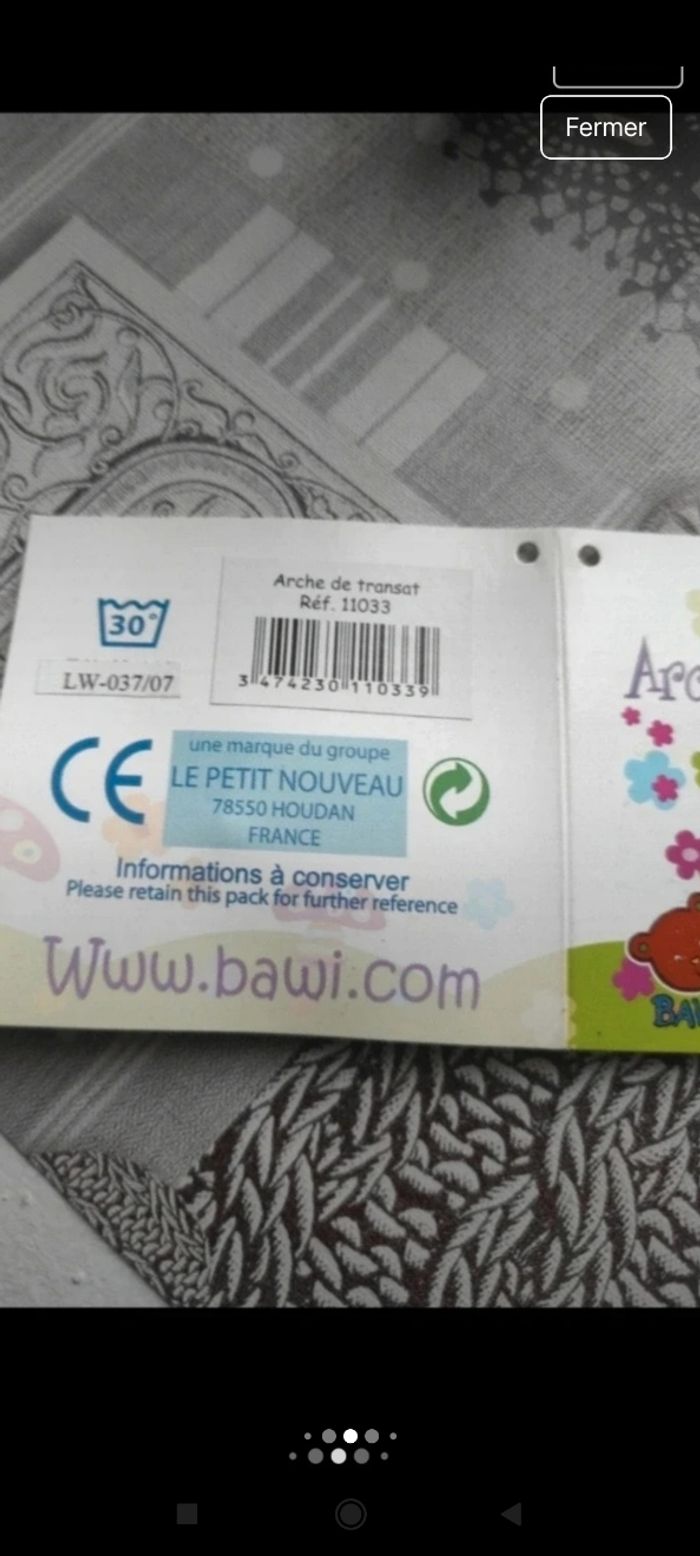 Fermer
Arche de transat
Réf. 11033
30°
3 474230 110339
LW-037/07
CE
une marque du groupe
LE PETIT NOUVEAU
78550 HOUDAN
FRANCE
Informations à conserver
Please retain this pack for further reference
Www.bawi.com